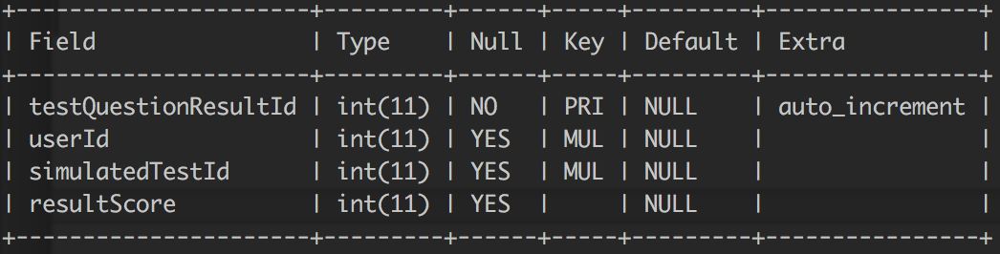 +----------------------+---------+------+-----+---------+----------------+
| Field                | Type    | Null | Key | Default | Extra          |
+----------------------+---------+------+-----+---------+----------------+
| testQuestionResultId | int(11) | NO   | PRI | NULL    | auto_increment |
| userId               | int(11) | YES  | MUL | NULL    |                |
| simulatedTestId      | int(11) | YES  | MUL | NULL    |                |
| resultScore          | int(11) | YES  |     | NULL    |                |
+----------------------+---------+------+-----+---------+----------------+